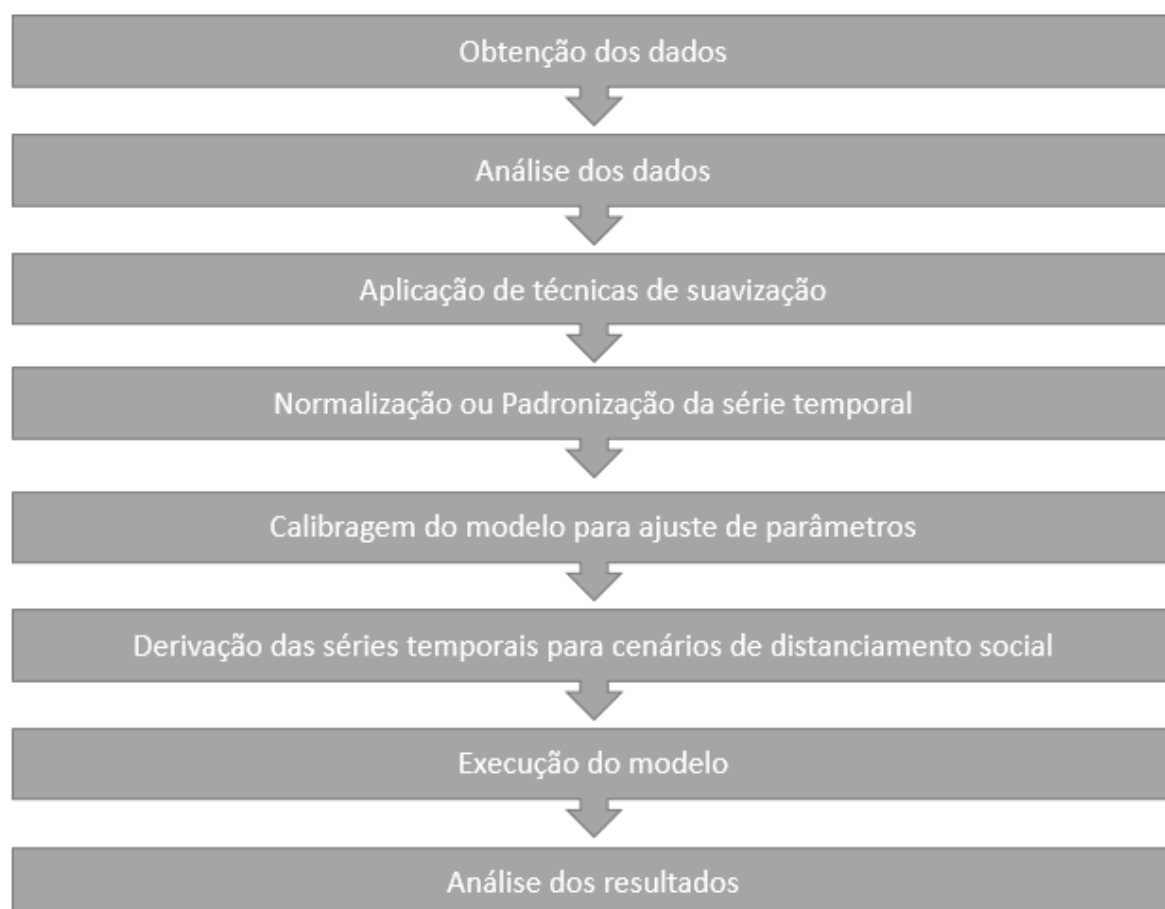 Obtenção dos dados
Análise dos dados
Aplicação de técnicas de suavização
Normalização ou Padronização da série temporal
Calibragem do modelo para ajuste de parâmetros
Derivação das séries temporais para cenários de distanciamento social
Execução do modelo
Análise dos resultados